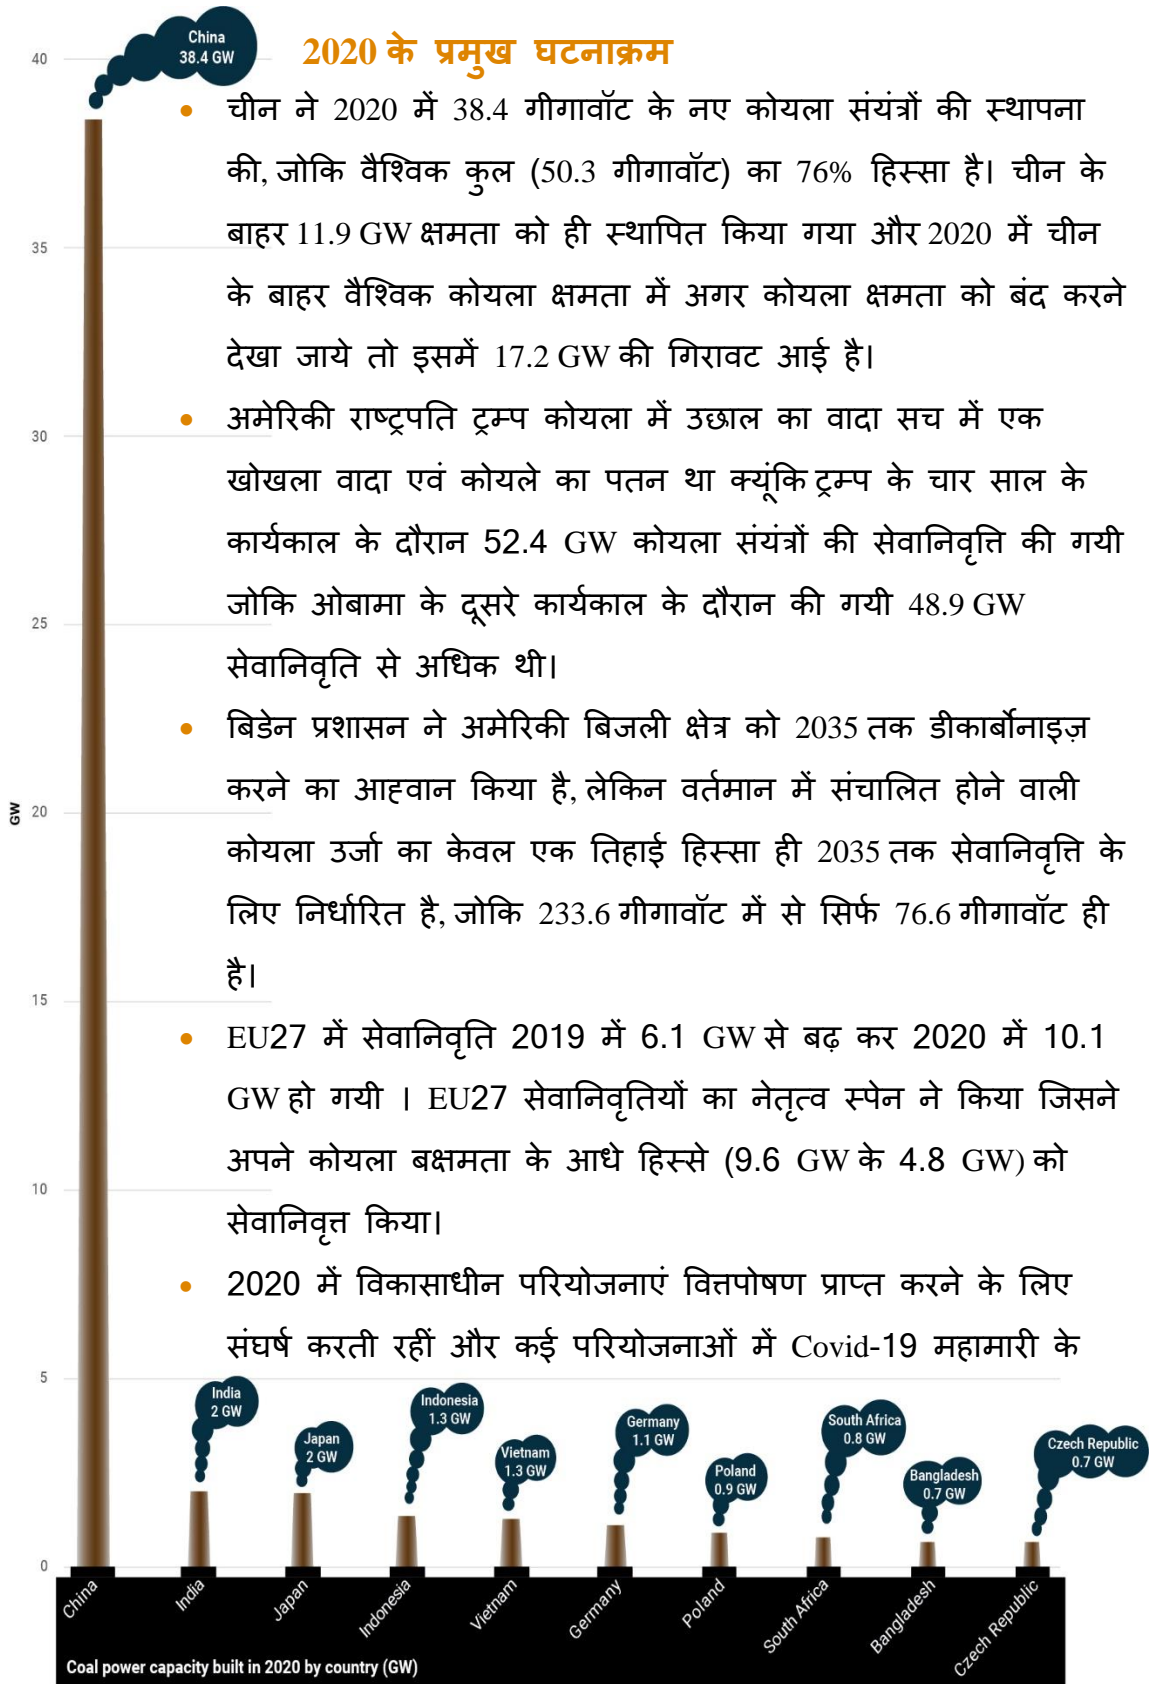 China
38.4 GW
2020 के प्रमुख घटनाक्रम
• चीन ने 2020 में 38.4 गीगावॉट के नए कोयला संयंत्रों की स्थापना
की, जोकि वैश्विक कुल (50.3 गीगावॉट) का 76% हिस्सा है। चीन के
बाहर 11.9 GW क्षमता को ही स्थापित किया गया और 2020 में चीन
के बाहर वैश्विक कोयला क्षमता में अगर कोयला क्षमता को बंद करने
देखा जाये तो इसमें 17.2 GW की गिरावट आई है।
• अमेरिकी राष्ट्रपति ट्रम्प कोयला में उछाल का वादा सच में एक
खोखला वादा एवं कोयले का पतन था क्यूंकि ट्रम्प के चार साल के
कार्यकाल के दौरान 52.4 GW कोयला संयंत्रों की सेवानिवृत्ति की गयी
जोकि ओबामा के दूसरे कार्यकाल के दौरान की गयी 48.9 GW
सेवानिवृति से अधिक थी।
• बिडेन प्रशासन ने अमेरिकी बिजली क्षेत्र को 2035 तक डीकार्बोनाइज़
करने का आह्वान किया है, लेकिन वर्तमान में संचालित होने वाली
कोयला उर्जा का केवल एक तिहाई हिस्सा ही 2035 तक सेवानिवृत्ति के
लिए निर्धारित है, जोकि 233.6 गीगावॉट में से सिर्फ 76.6 गीगावॉट ही
है।
• EU27 में सेवानिवृति 2019 में 6.1 GW से बढ़ कर 2020 में 10.1
GW हो गयी । EU27 सेवानिवृतियों का नेतृत्व स्पेन ने किया जिसने
अपने कोयला बक्षमता के आधे हिस्से (9.6 GW के 4.8 GW) को
सेवानिवृत्त किया।
• 2020 में विकासाधीन परियोजनाएं वित्तपोषण प्राप्त करने के लिए
संघर्ष करती रहीं और कई परियोजनाओं में Covid-19 महामारी के
40
35
30
25
GW
20
15
10
5
0
India
2 GW
Japan
2 GW
Indonesia
1.3 GW
Vietnam
1.3 GW
Germany
1.1 GW
Poland
0.9 GW
South Africa
0.8 GW
Bangladesh
0.7 GW
Czech Republic
0.7 GW
China
India
Japan
Indonesia
Vietnam
Germany
Poland
South Africa
Bangladesh
Czech Republic
Coal power capacity built in 2020 by country (GW)